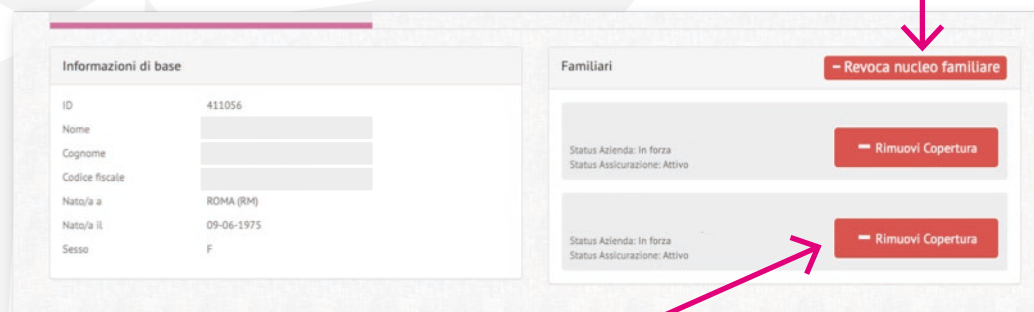 Informazioni di base
ID 411056
Nome
Cognome
Codice fiscale
Nato/a a ROMA (RM)
Nato/a il 09-06-1975
Sesso F
Familiari
– Revoca nucleo familiare
Status Azienda: In forza
Status Assicurazione: Attivo
– Rimuovi Copertura
Status Azienda: In forza
Status Assicurazione: Attivo
– Rimuovi Copertura